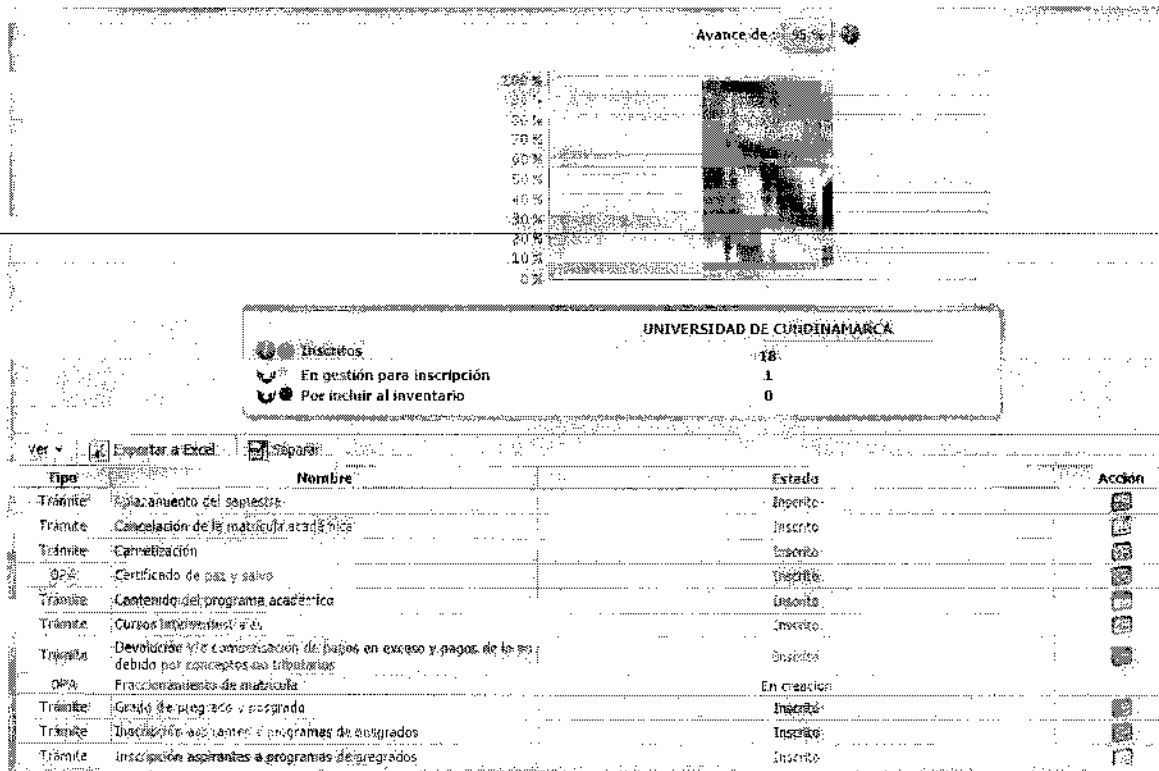 Avance de: 95 %
100 %
80 %
70 %
60 %
50 %
40 %
30 %
20 %
10 %
0 %
UNIVERSIDAD DE CUNDINAMARCA
Inscritos 18
En gestión para inscripción 1
Por incluir al inventario 0
Ver Exportar a Excel Separar
Tipo Nombre Estado Acción
Trámite Aplazamiento del semestre Inscrito
Trámite Cancelación de la matrícula académica Inscrito
Trámite Carnetización Inscrito
OPA Certificado de paz y salvo Inscrito
Trámite Contenido del programa académico Inscrito
Trámite Cursos intersemestrales Inscrito
Trámite Devolución y/o compensación de pagos en exceso y pagos de lo no Inscrito
debido por conceptos no tributarios
OPA Fraccionamiento de matrícula En creacion
Trámite Grado de pregrado y posgrado Inscrito
Trámite Inscripción aspirantes a programas de posgrados Inscrito
Trámite Inscripción aspirantes a programas de pregrados Inscrito